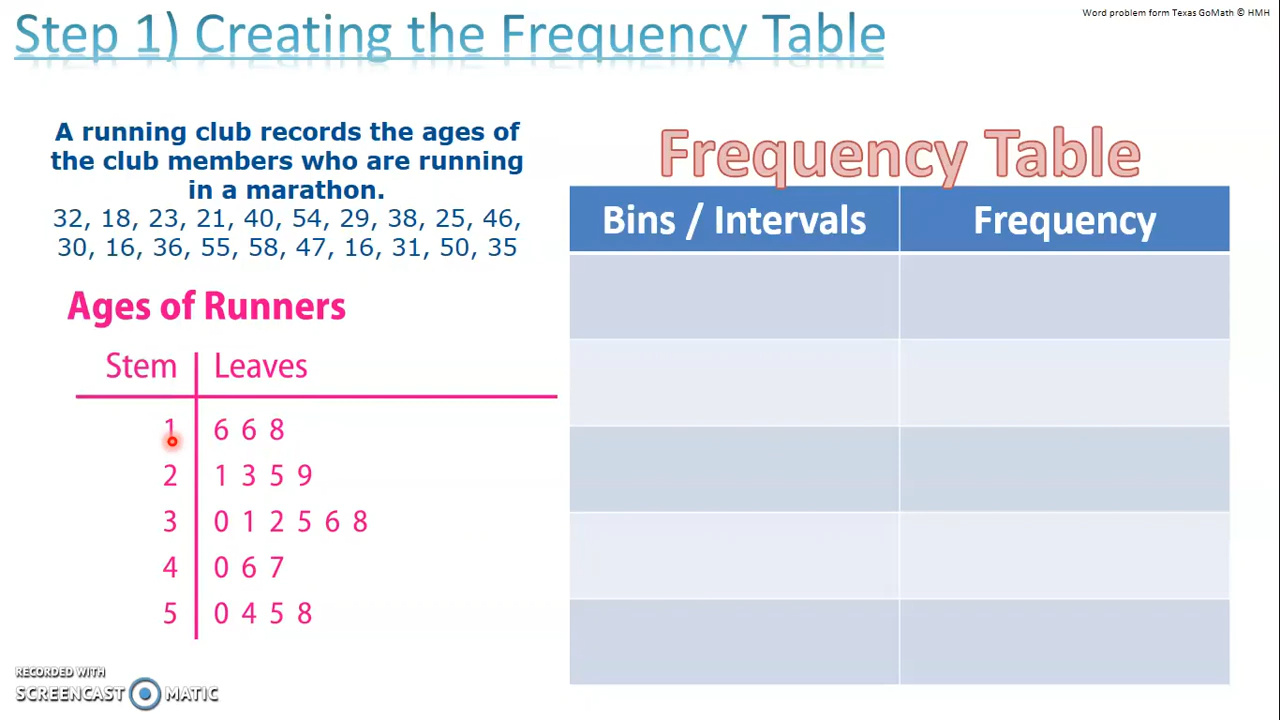 Word problem form Texas GoMath © HMH
Step 1) Creating the Frequency Table
A running club records the ages of
the club members who are running
in a marathon.
32, 18, 23, 21, 40, 54, 29, 38, 25, 46,
30, 16, 36, 55, 58, 47, 16, 31, 50, 35
Ages of Runners
Stem Leaves
1 6 6 8
2 1 3 5 9
3 0 1 2 5 6 8
4 0 6 7
5 0 4 5 8
Frequency Table
Bins / Intervals Frequency
RECORDED WITH
SCREENCAST MATIC